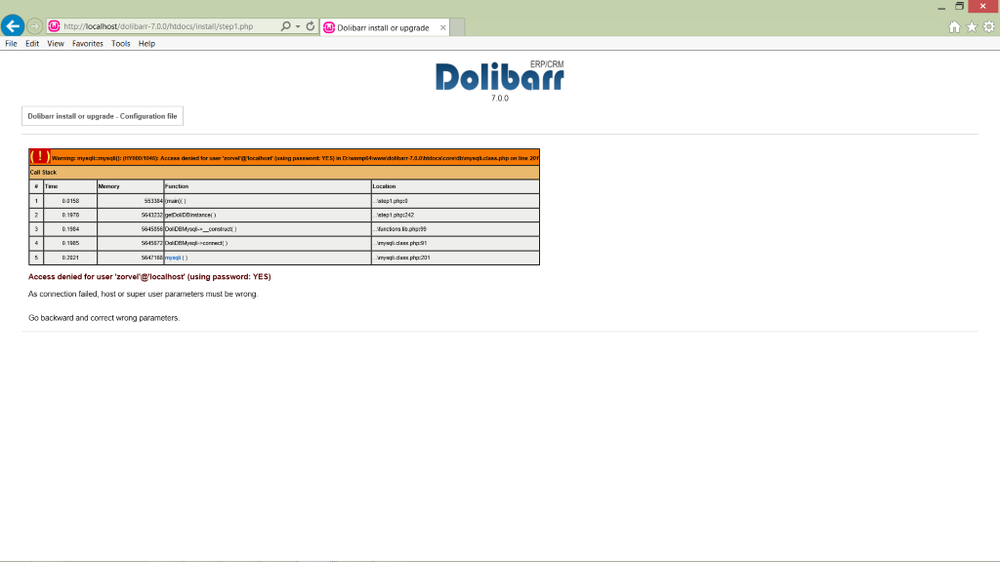 http://localhost/dolibarr-7.0.0/htdocs/install/step1.php
Dolibarr install or upgrade
File Edit View Favorites Tools Help
Dolibarr ERP/CRM
7.0.0
Dolibarr install or upgrade - Configuration file
( ! ) Warning: mysqli::mysqli(): (HY000/1045): Access denied for user 'zorvel'@'localhost' (using password: YES) in D:\wamp64\www\dolibarr-7.0.0\htdocs\core\db\mysqli.class.php on line 201
Call Stack
# Time Memory Function Location
1 0.0158 553384 {main}( ) ...\step1.php:0
2 0.1978 5643232 getDoliDBInstance( ) ...\step1.php:242
3 0.1984 5645856 DoliDBMysqli->__construct( ) ...\functions.lib.php:95
4 0.1985 5645672 DoliDBMysqli->connect( ) ...\mysqli.class.php:91
5 0.2021 5647168 mysqli ( ) ...\mysqli.class.php:201
Access denied for user 'zorvel'@'localhost' (using password: YES)
As connection failed, host or super user parameters must be wrong.
Go backward and correct wrong parameters.